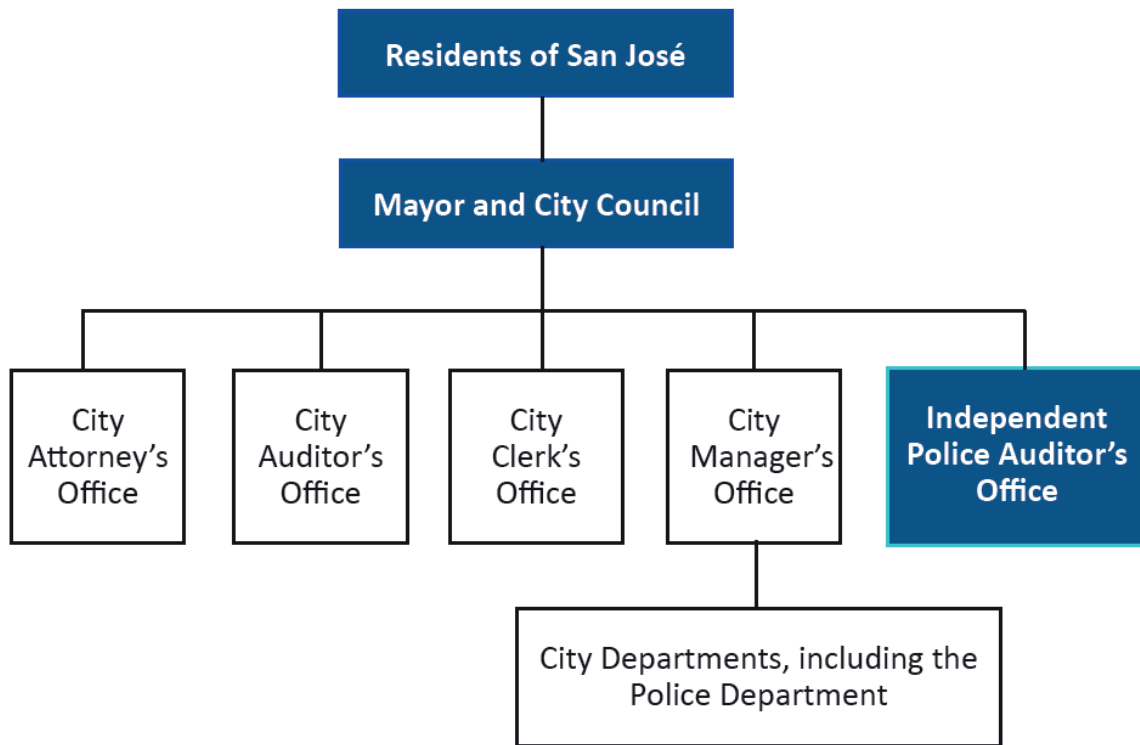 Residents of San José
Mayor and City Council
City
Attorney’s
Office
City
Auditor’s
Office
City
Clerk’s
Office
City
Manager’s
Office
Independent
Police Auditor’s
Office
City Departments, including the
Police Department